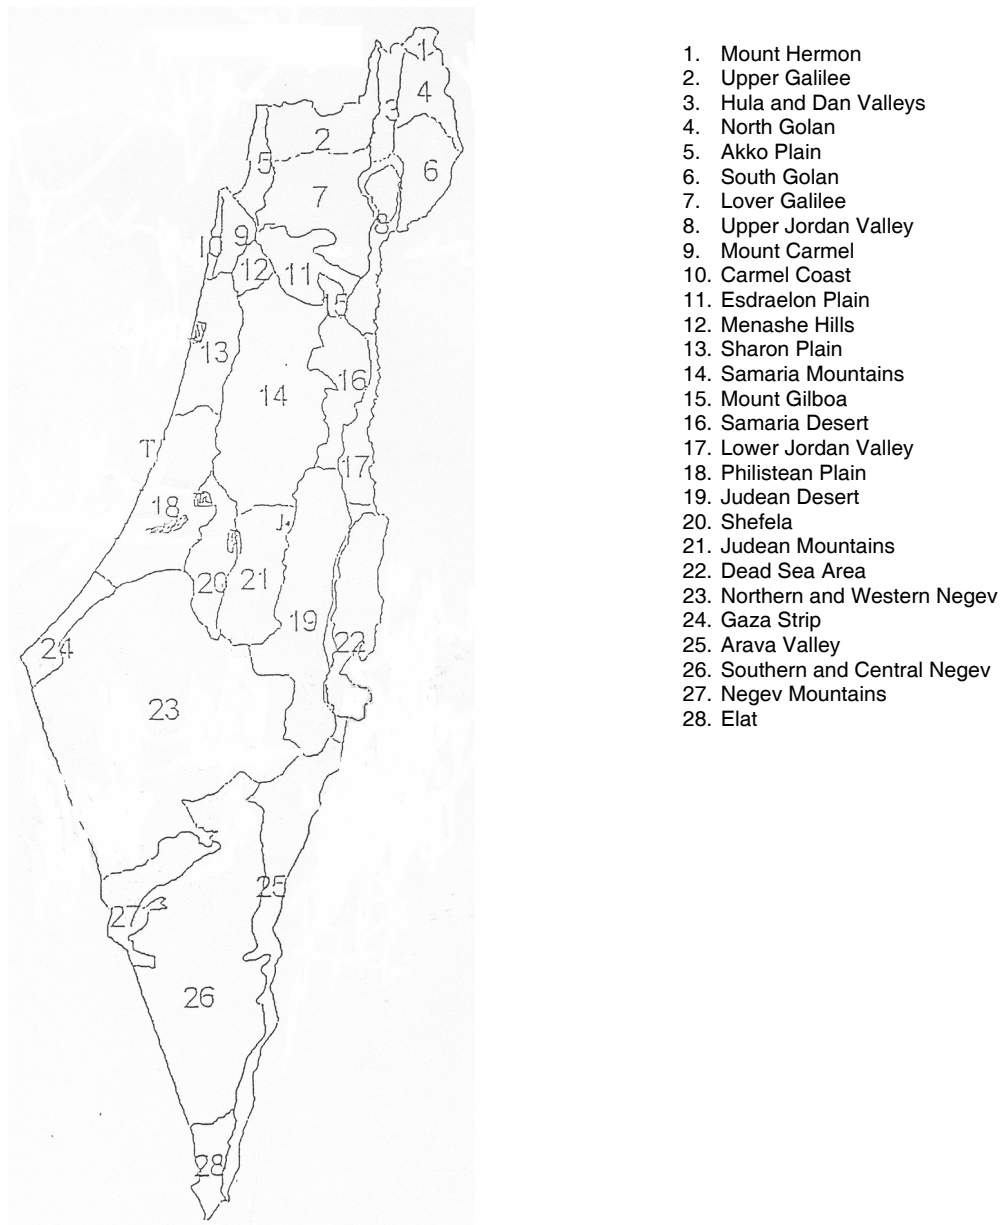 1
4
3
2
5
6
7
8
9
10
12
11
15
13
16
14
T
17
18
J
20
21
19
24
22
23
25
27
26
28
1. Mount Hermon
2. Upper Galilee
3. Hula and Dan Valleys
4. North Golan
5. Akko Plain
6. South Golan
7. Lover Galilee
8. Upper Jordan Valley
9. Mount Carmel
10. Carmel Coast
11. Esdraelon Plain
12. Menashe Hills
13. Sharon Plain
14. Samaria Mountains
15. Mount Gilboa
16. Samaria Desert
17. Lower Jordan Valley
18. Philistean Plain
19. Judean Desert
20. Shefela
21. Judean Mountains
22. Dead Sea Area
23. Northern and Western Negev
24. Gaza Strip
25. Arava Valley
26. Southern and Central Negev
27. Negev Mountains
28. Elat